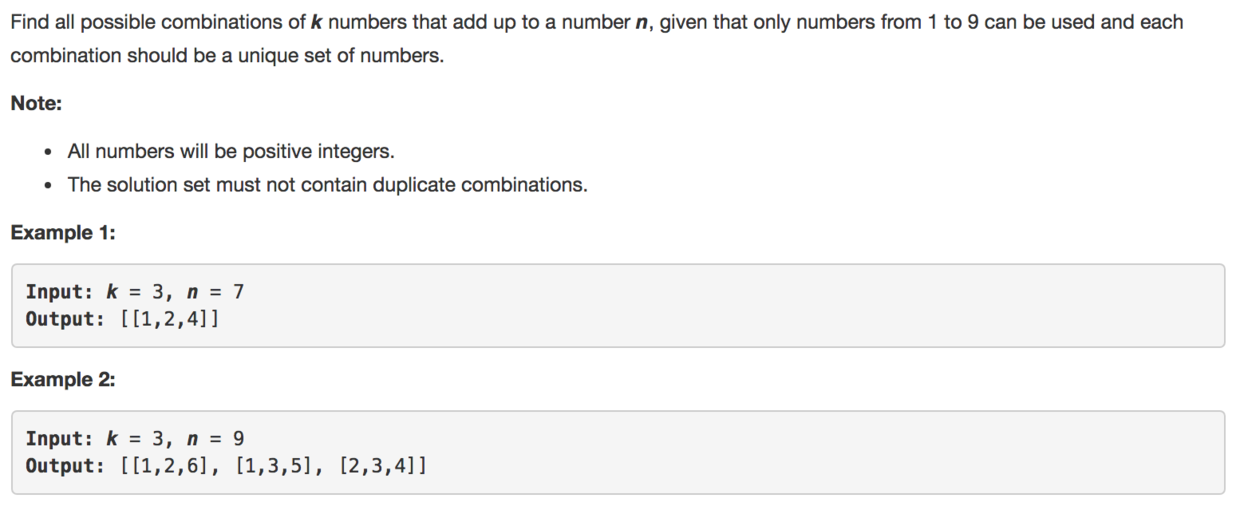 Find all possible combinations of k numbers that add up to a number n, given that only numbers from 1 to 9 can be used and each
combination should be a unique set of numbers.
Note:
• All numbers will be positive integers.
• The solution set must not contain duplicate combinations.
Example 1:
Input: k = 3, n = 7
Output: [[1,2,4]]
Example 2:
Input: k = 3, n = 9
Output: [[1,2,6], [1,3,5], [2,3,4]]